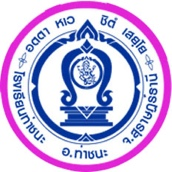 อตฺตา หเว ชิตํ เสยฺโย
โรงเรียนท่าชนะ
อ.ท่าชนะ
จ.สุราษฎร์ธานี